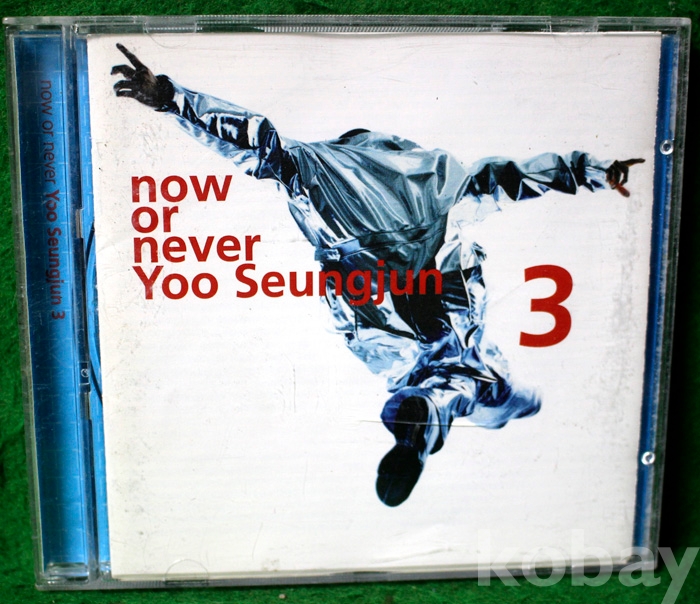 now or never Yoo Seungjun 3
now
or
never
Yoo Seungjun
3
kobay